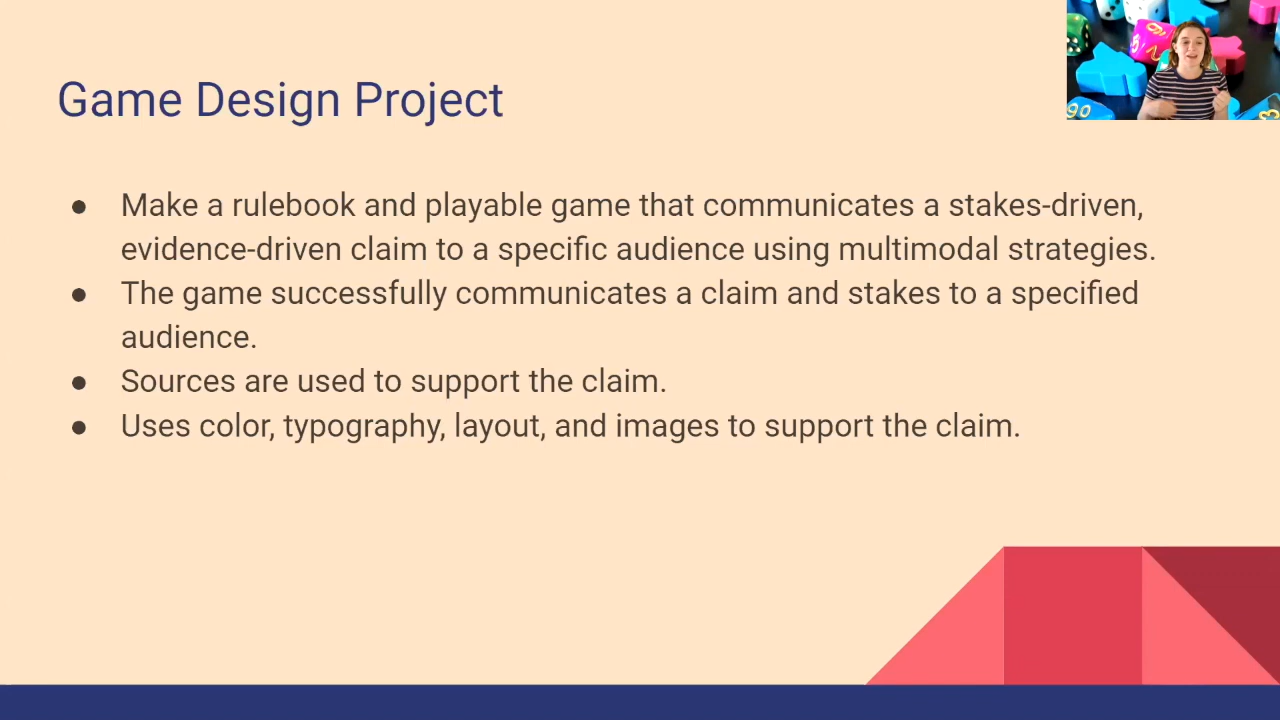 Game Design Project
● Make a rulebook and playable game that communicates a stakes-driven,
evidence-driven claim to a specific audience using multimodal strategies.
● The game successfully communicates a claim and stakes to a specified
audience.
● Sources are used to support the claim.
● Uses color, typography, layout, and images to support the claim.
90